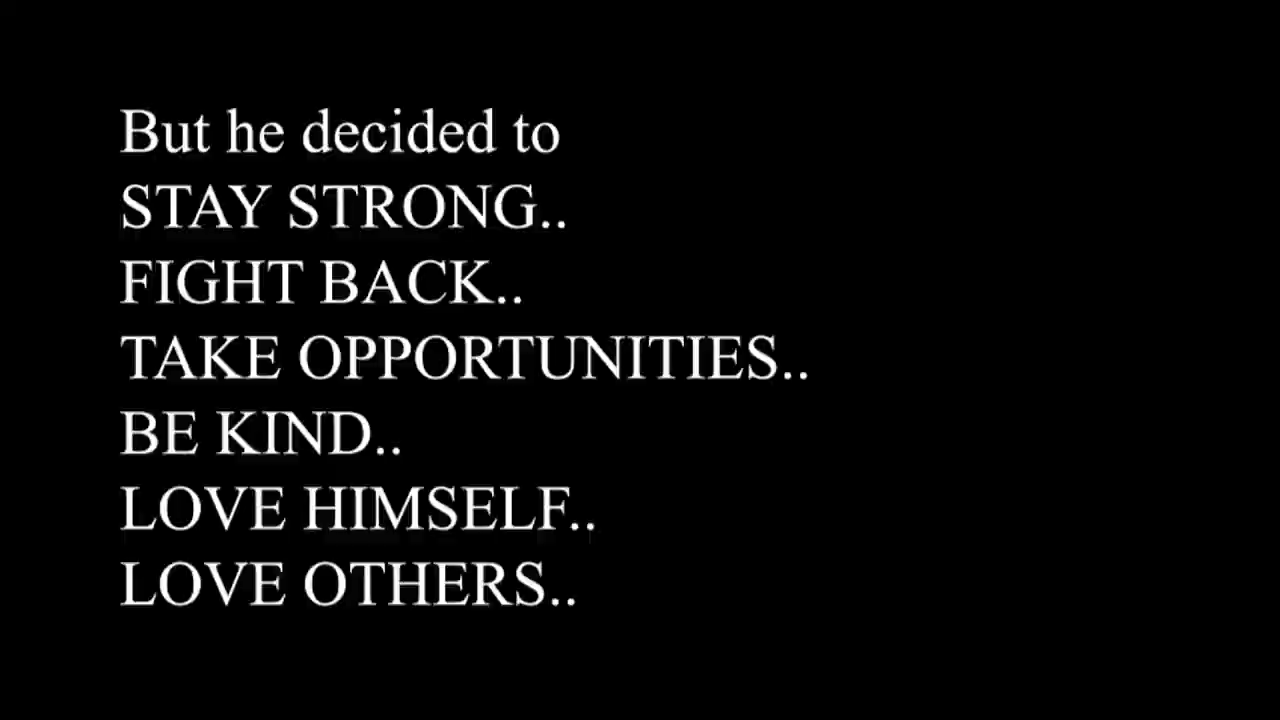 But he decided to
STAY STRONG..
FIGHT BACK..
TAKE OPPORTUNITIES..
BE KIND..
LOVE HIMSELF..
LOVE OTHERS..